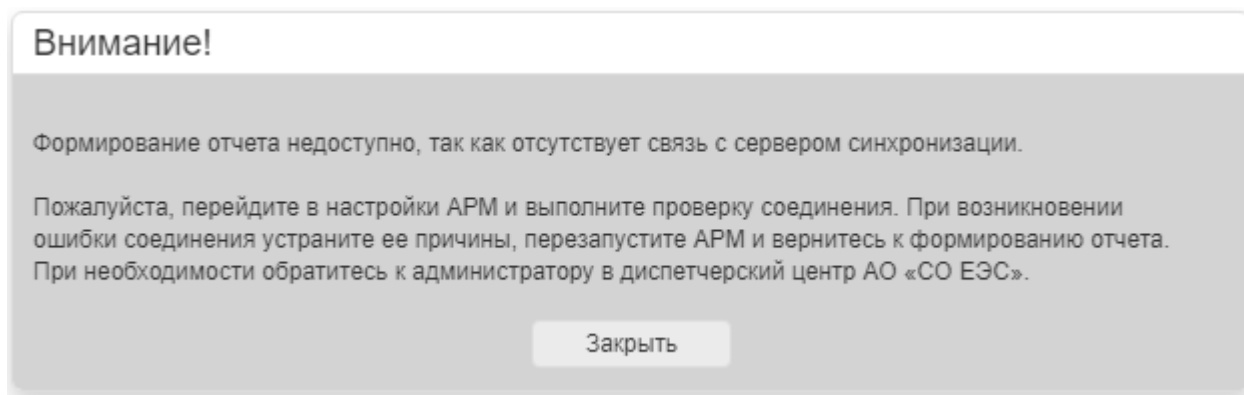 Внимание!
Формирование отчета недоступно, так как отсутствует связь с сервером синхронизации.
Пожалуйста, перейдите в настройки АРМ и выполните проверку соединения. При возникновении
ошибки соединения устраните ее причины, перезапустите АРМ и вернитесь к формированию отчета.
При необходимости обратитесь к администратору в диспетчерский центр АО «СО ЕЭС».
Закрыть